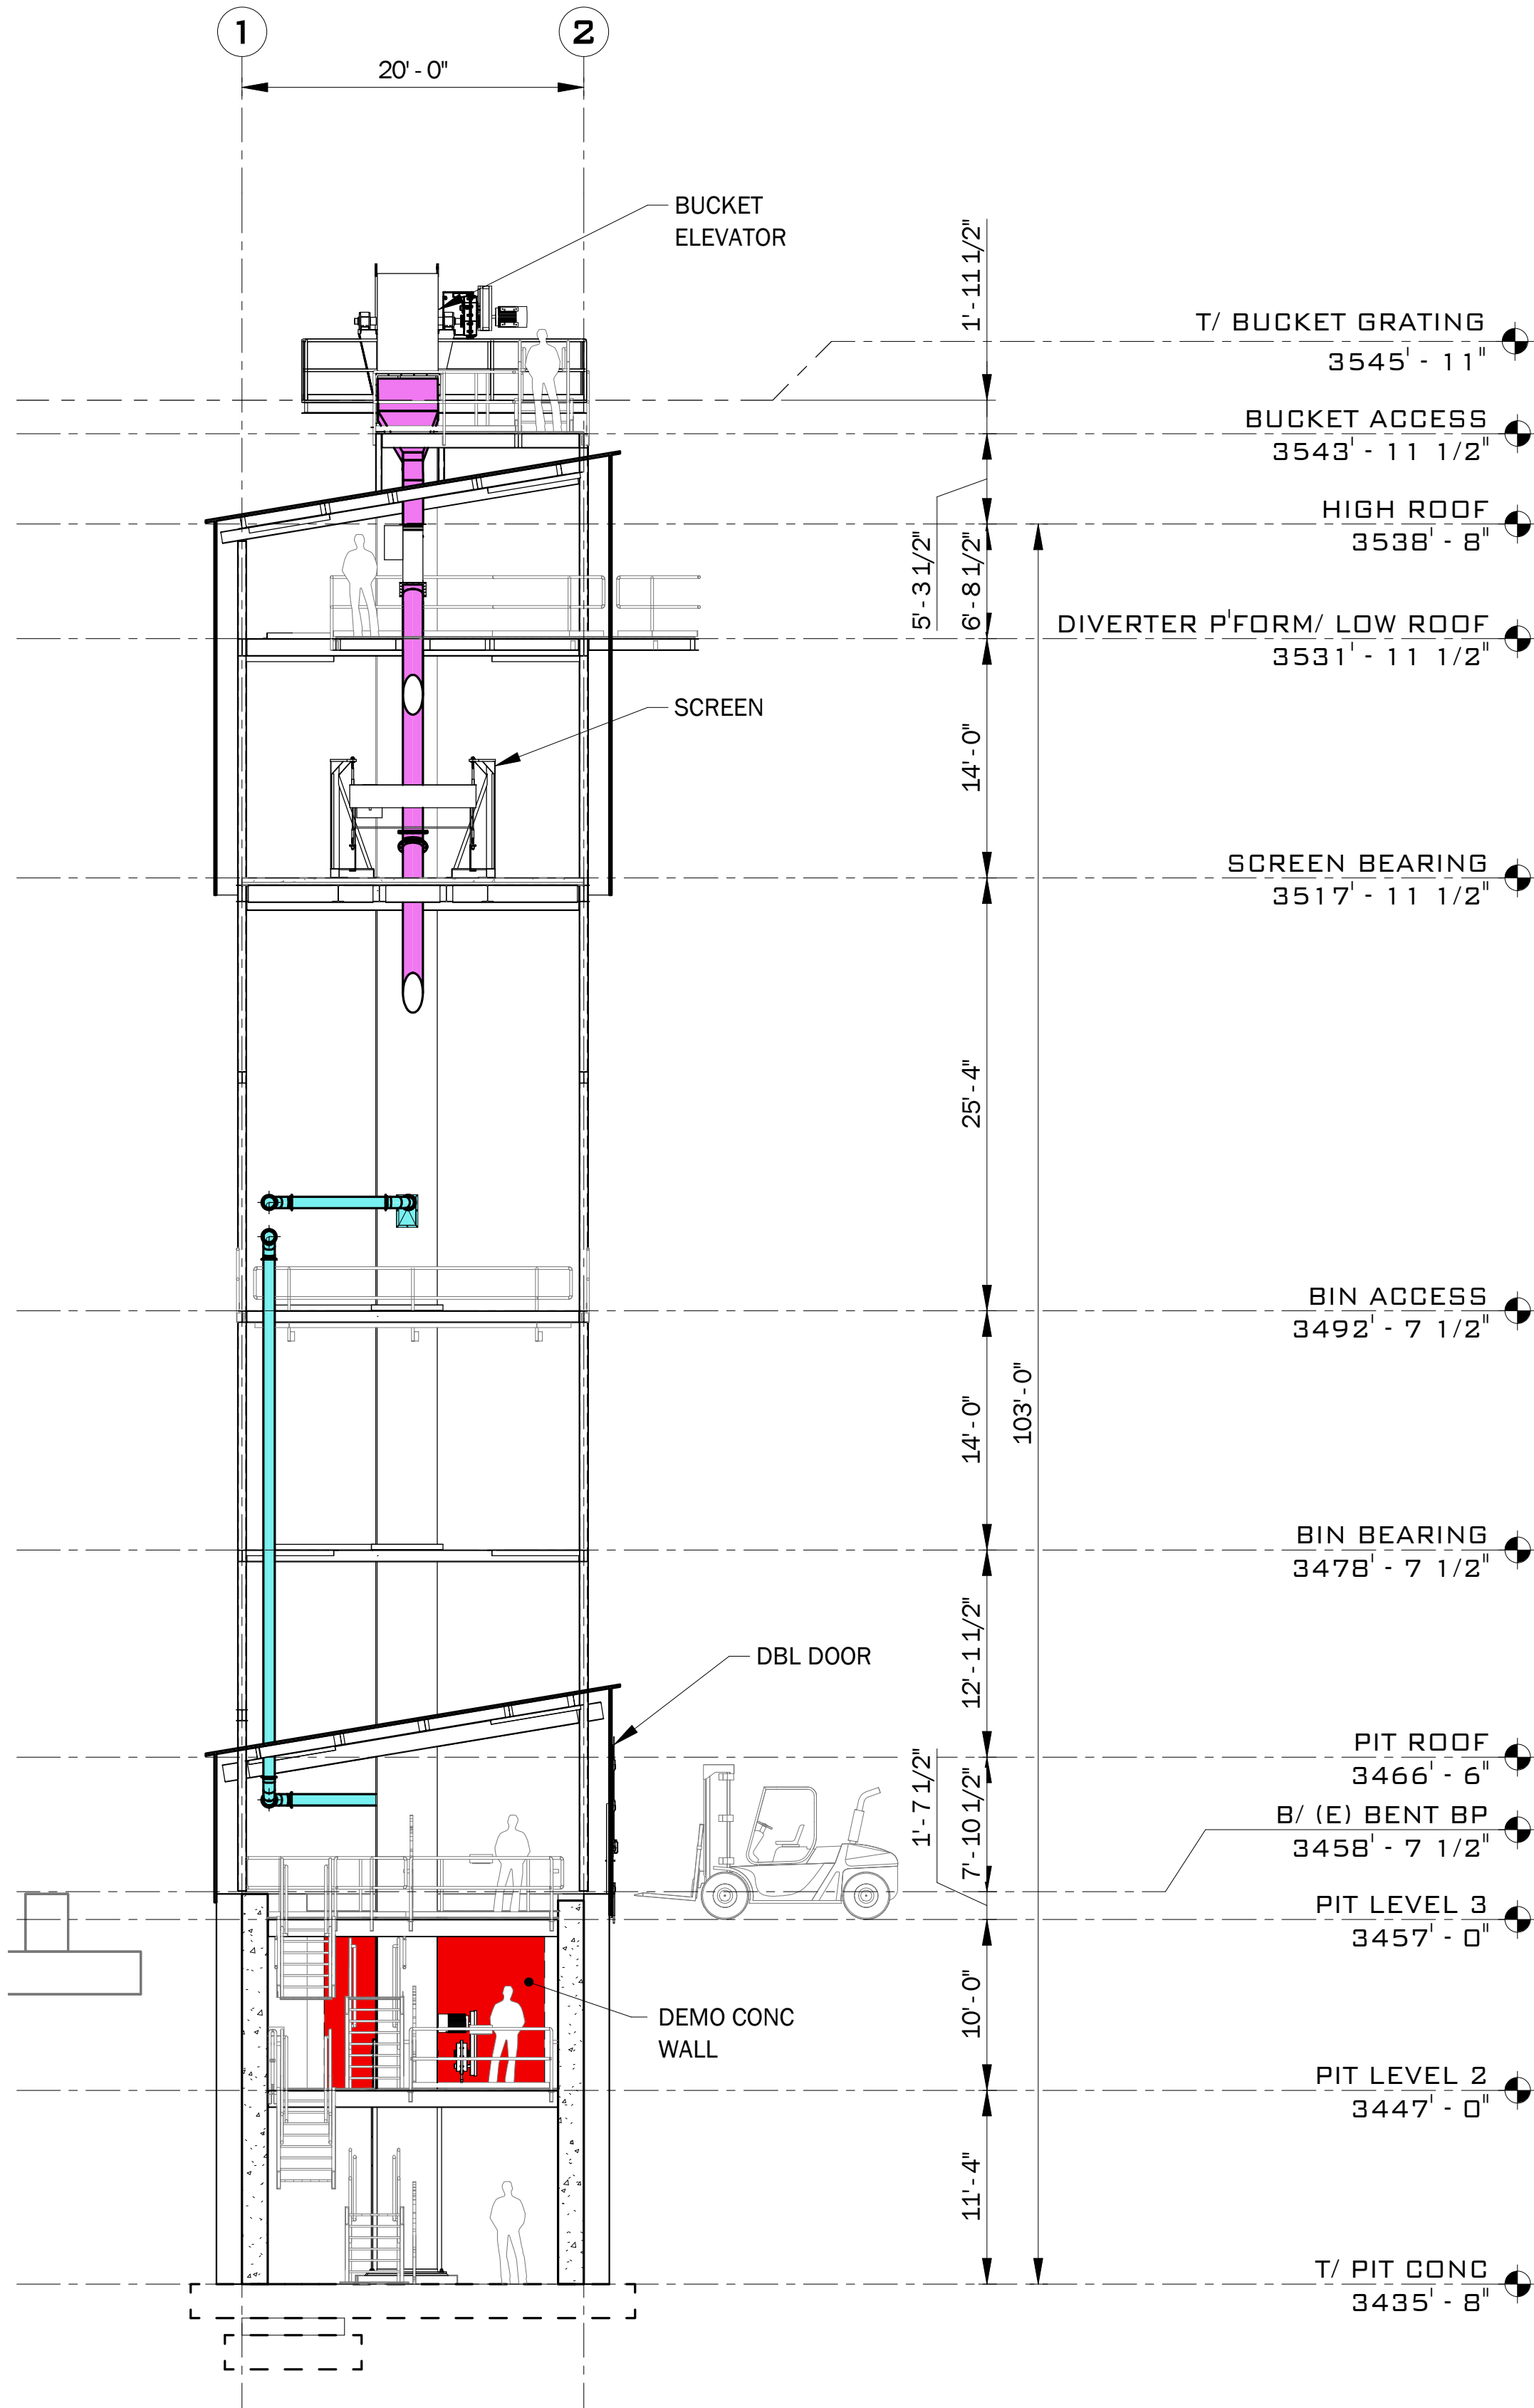 1
2
20' - 0"
BUCKET
ELEVATOR
1' - 11 1/2"
T/ BUCKET GRATING
3545' - 11"
BUCKET ACCESS
3543' - 11 1/2"
HIGH ROOF
3538' - 8"
5' - 3 1/2"
6' - 8 1/2"
DIVERTER P'FORM/ LOW ROOF
3531' - 11 1/2"
SCREEN
14' - 0"
SCREEN BEARING
3517' - 11 1/2"
25' - 4"
BIN ACCESS
3492' - 7 1/2"
14' - 0"
103' - 0"
BIN BEARING
3478' - 7 1/2"
12' - 1 1/2"
DBL DOOR
PIT ROOF
3466' - 6"
1' - 7 1/2"
7' - 10 1/2"
B/ (E) BENT BP
3458' - 7 1/2"
PIT LEVEL 3
3457' - 0"
10' - 0"
DEMO CONC
WALL
PIT LEVEL 2
3447' - 0"
11' - 4"
T/ PIT CONC
3435' - 8"